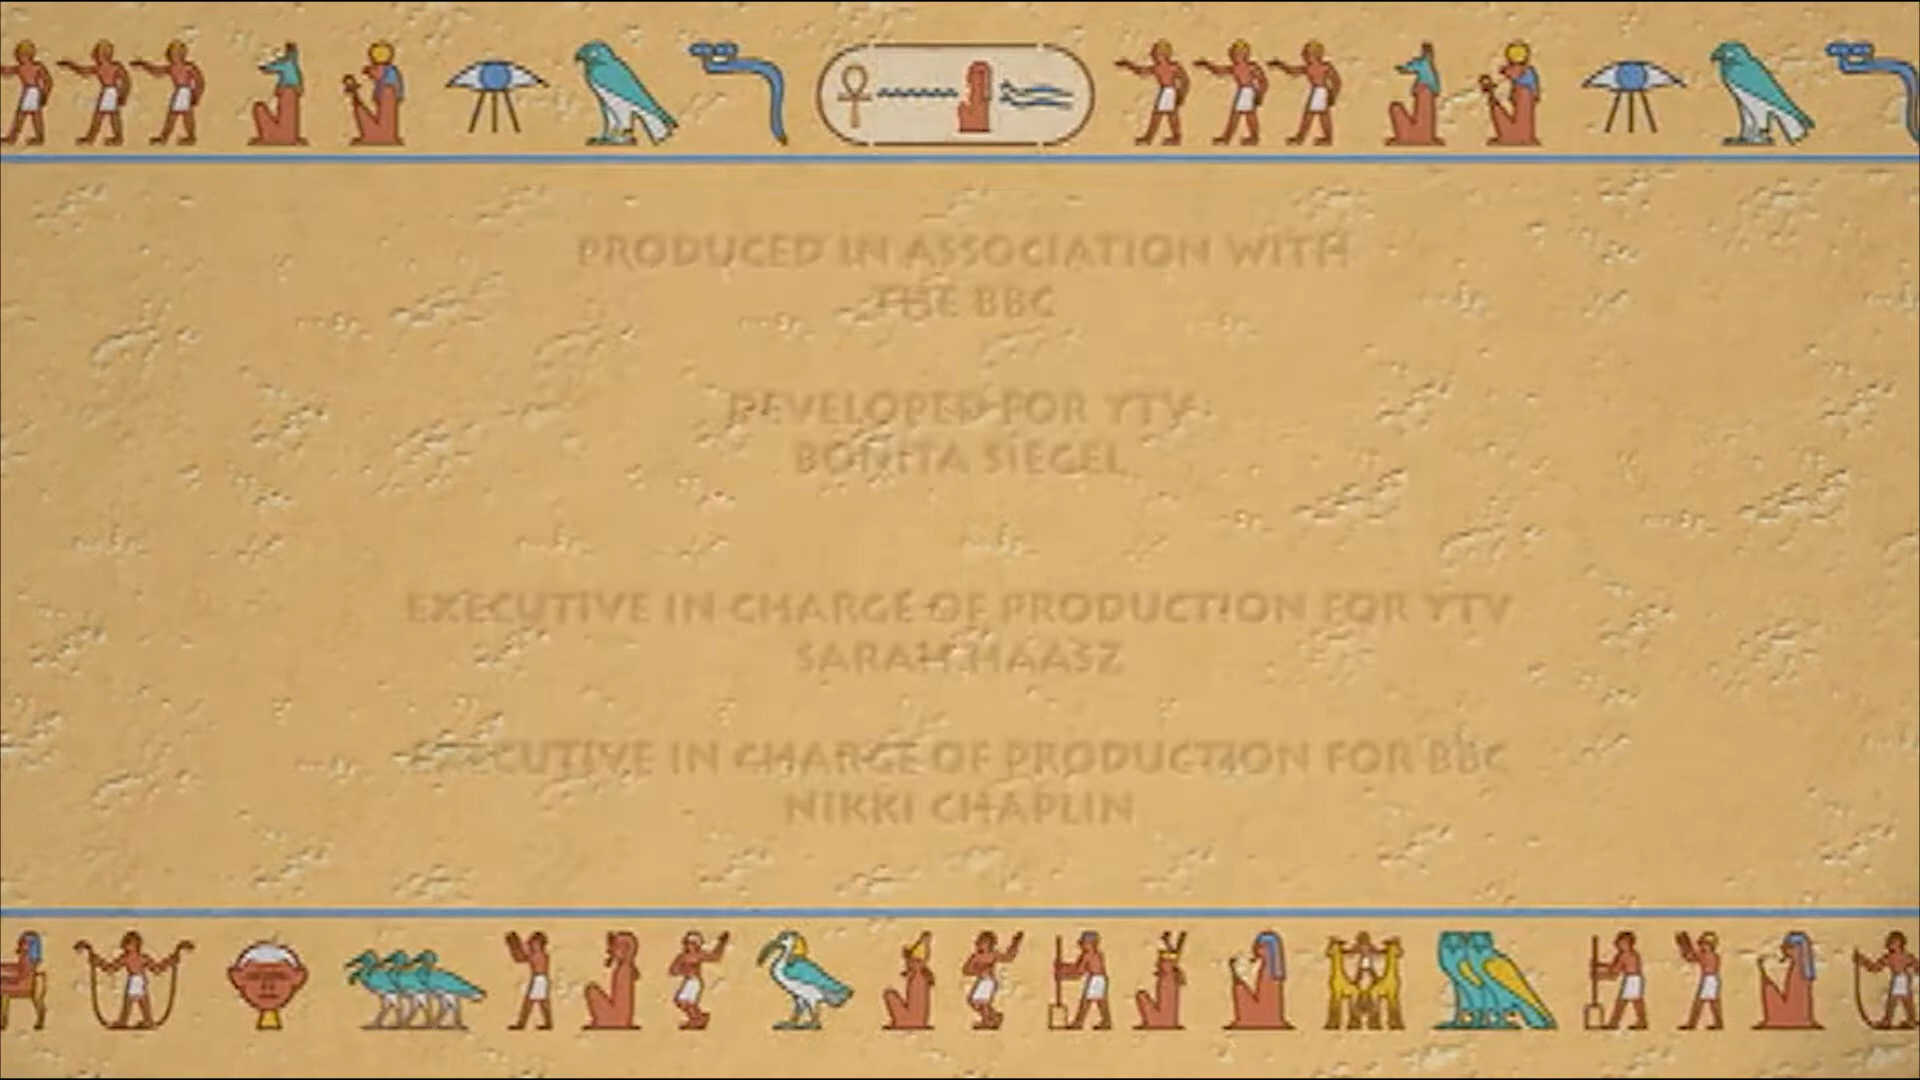 PRODUCED IN ASSOCIATION WITH
THE BBC
DEVELOPED FOR YTV
BONITA SIEGEL
EXECUTIVE IN CHARGE OF PRODUCTION FOR YTV
SARAH HAASZ
EXECUTIVE IN CHARGE OF PRODUCTION FOR BBC
NIKKI CHAPLIN